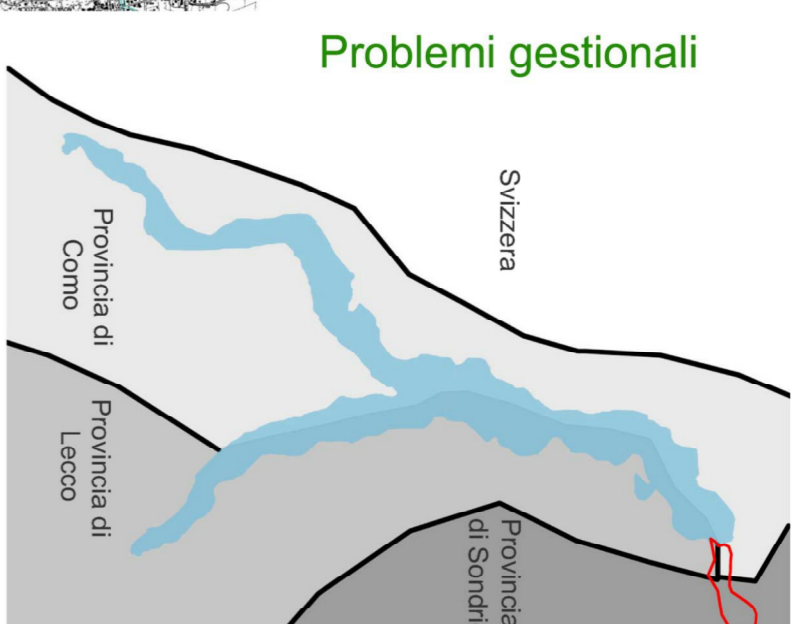 Problemi gestionali
Svizzera
Provincia di
Como
Provincia di
Lecco
Provincia
di Sondri